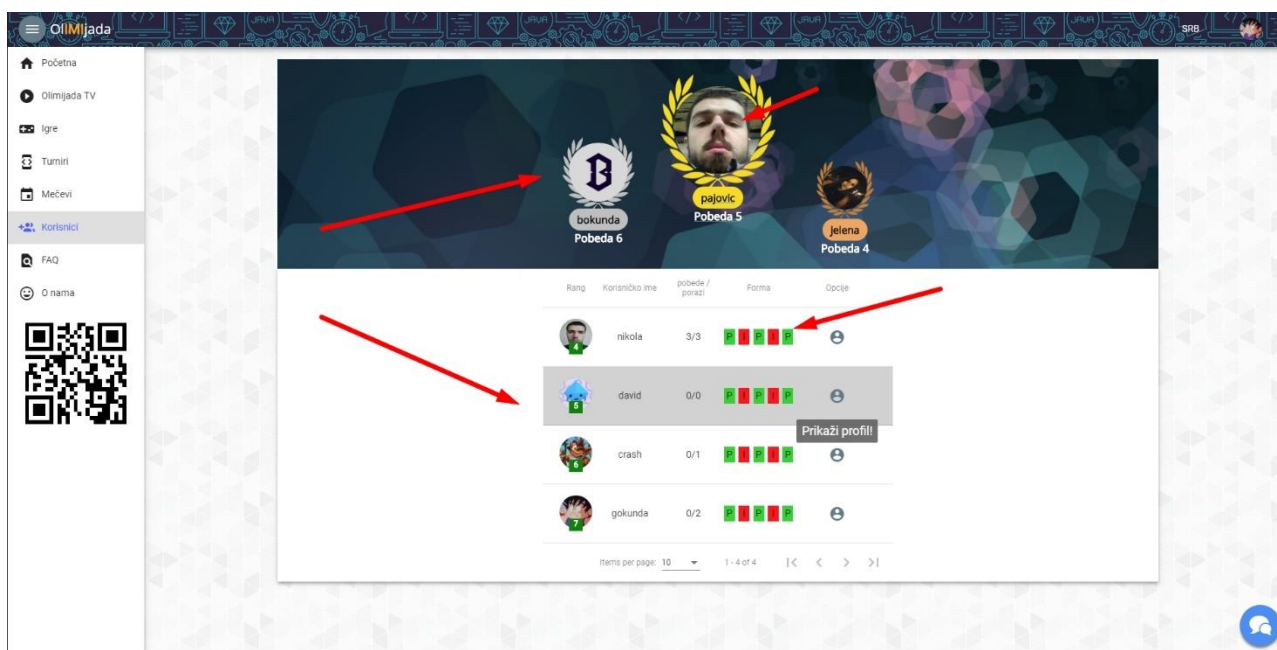 OliMIjada
SRB
Početna
Olimijada TV
Igre
Turniri
Mečevi
Korisnici
FAQ
O nama
B
pajovic
Pobeda 5
bokunda
Pobeda 6
Jelena
Pobeda 4
Rang Korisničko ime pobede / porazi Forma Opcije
4 nikola 3/3 P I P I P
5 david 0/0 P I P I P
Prikaži profil!
6 crash 0/1 P I P I P
7 gokunda 0/2 P I P I P
Items per page: 10 1 - 4 of 4